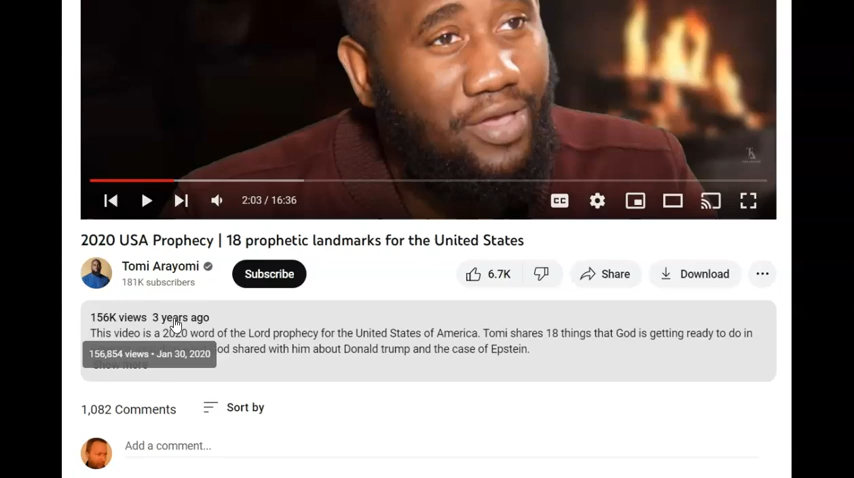 2:03 / 16:36
CC
2020 USA Prophecy | 18 prophetic landmarks for the United States
Tomi Arayomi
181K subscribers
Subscribe
6.7K
Share
Download
156K views 3 years ago
This video is a 2020 word of the Lord prophecy for the United States of America. Tomi shares 18 things that God is getting ready to do in
156,854 views • Jan 30, 2020
od shared with him about Donald trump and the case of Epstein.
Show more
1,082 Comments
Sort by
Add a comment...